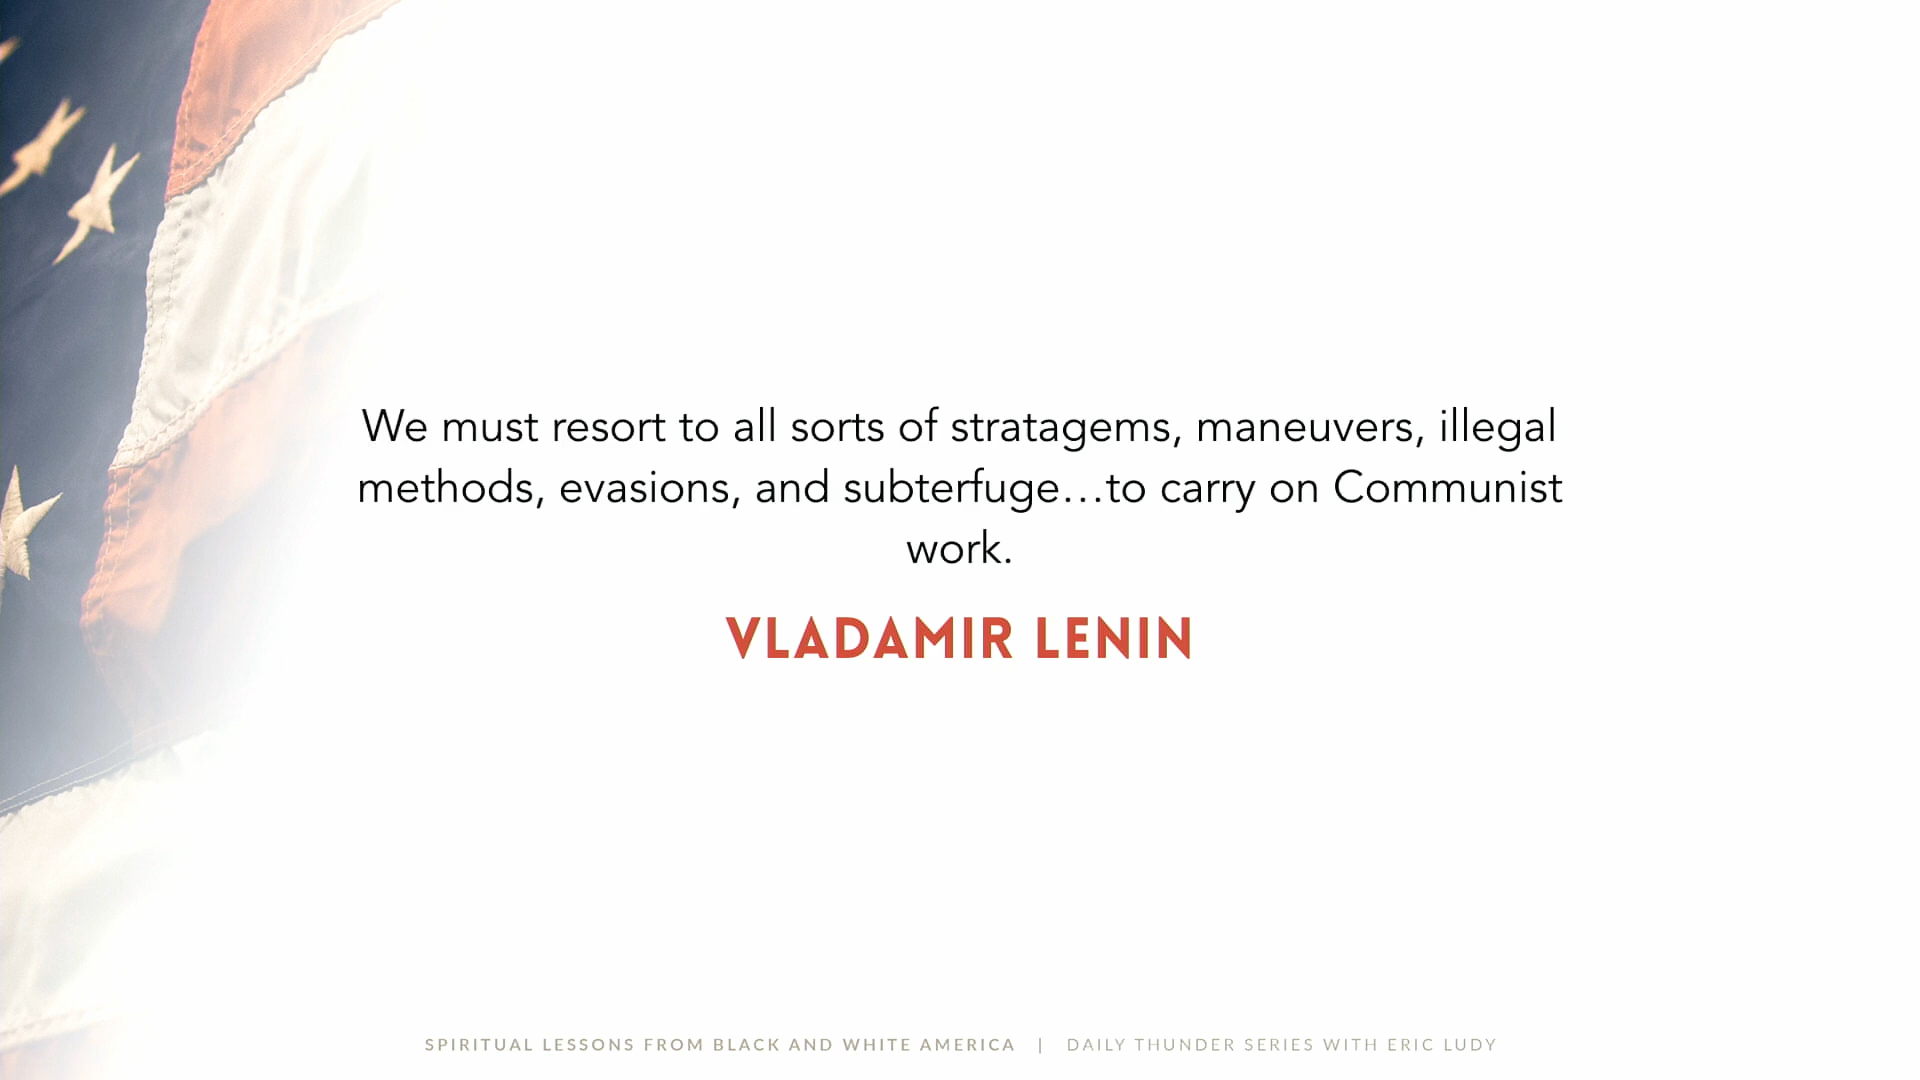 We must resort to all sorts of stratagems, maneuvers, illegal
methods, evasions, and subterfuge…to carry on Communist
work.
VLADAMIR LENIN
SPIRITUAL LESSONS FROM BLACK AND WHITE AMERICA | DAILY THUNDER SERIES WITH ERIC LUDY